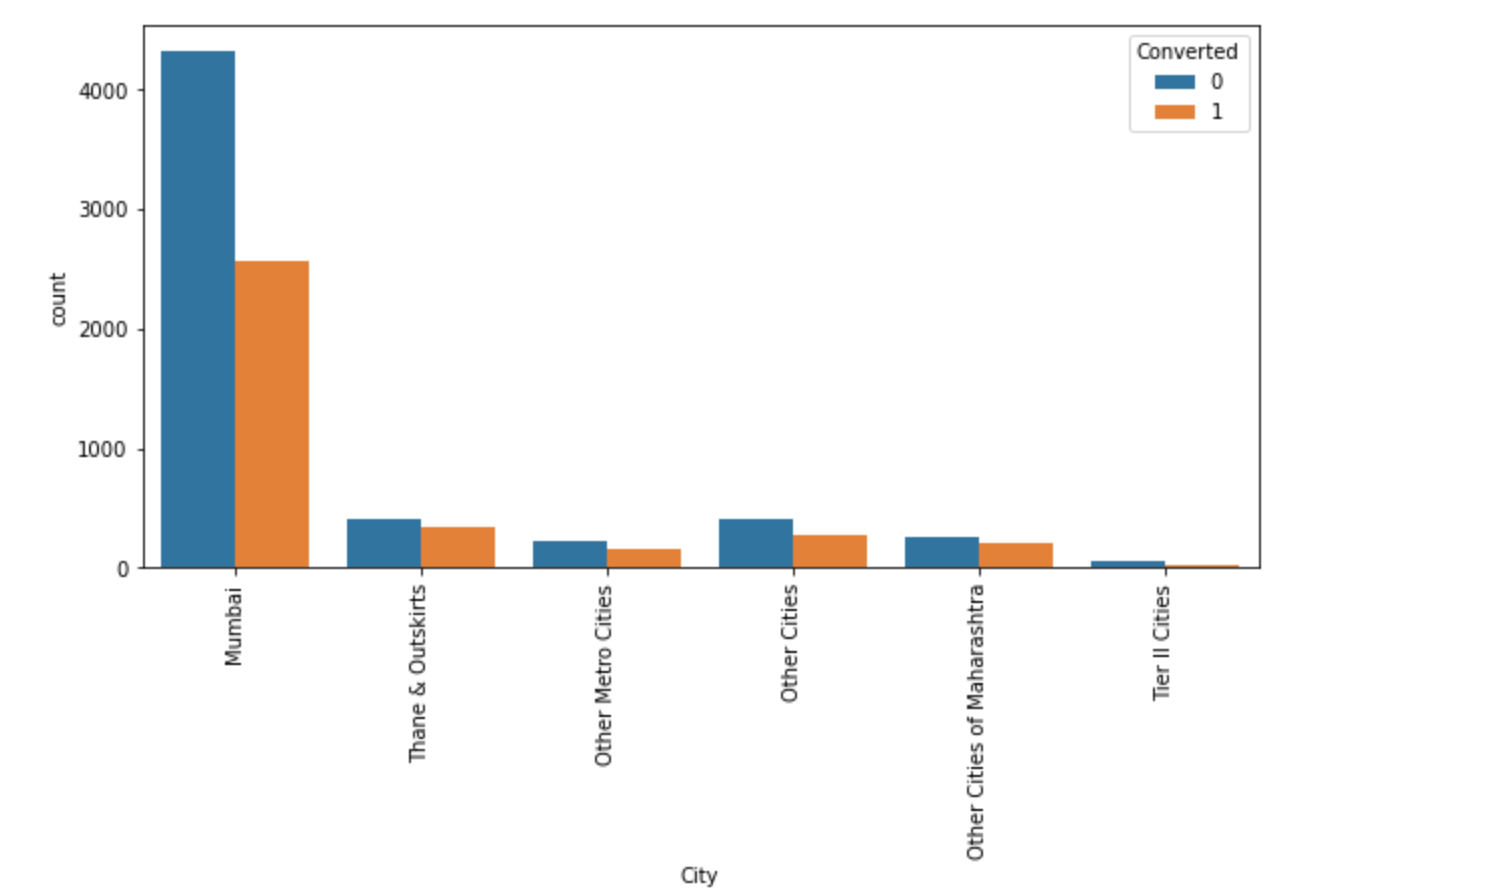 Converted
0
1
4000
3000
2000
1000
0
count
Mumbai
Thane & Outskirts
Other Metro Cities
Other Cities
Other Cities of Maharashtra
Tier II Cities
City